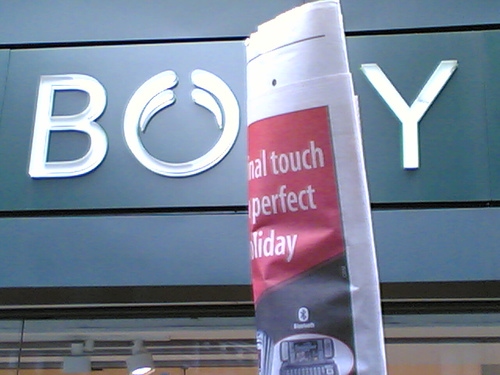 BO Y
nal touch
perfect
liday
Bluetooth